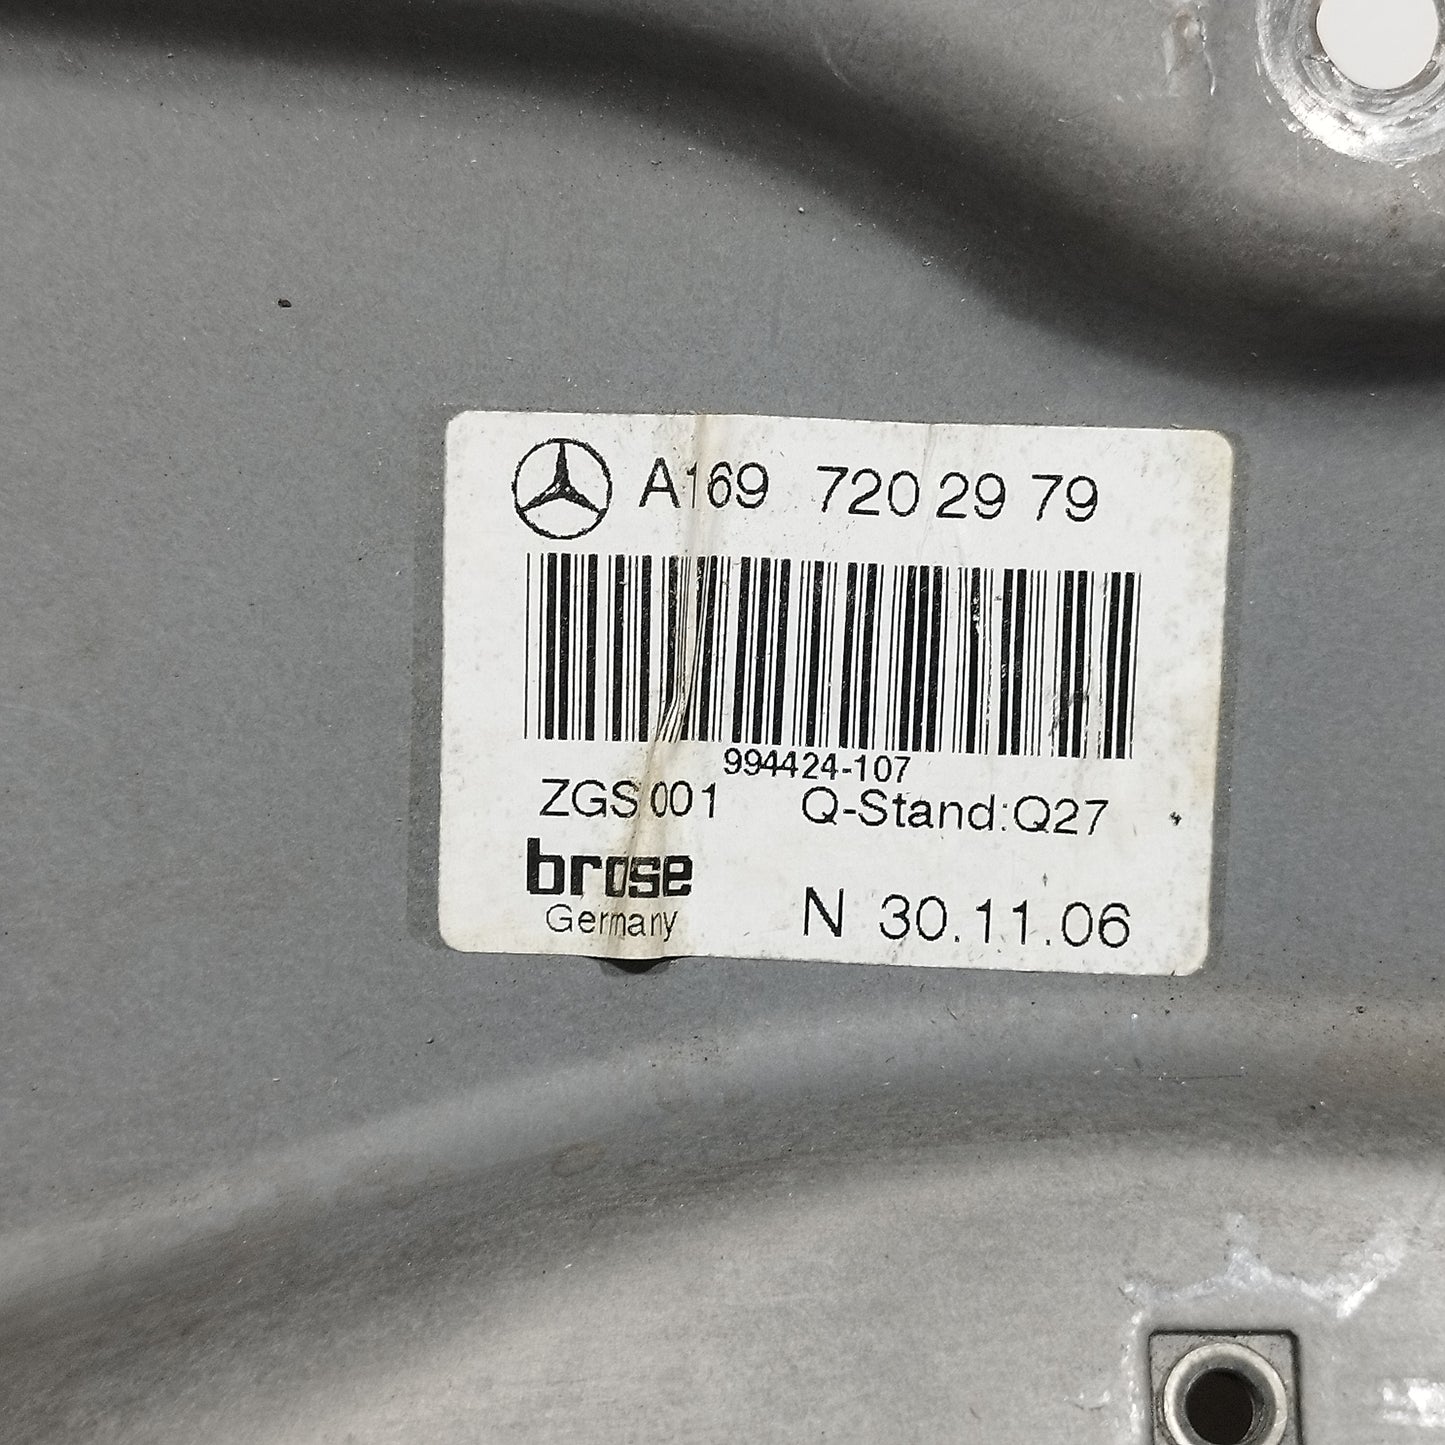 A169 720 29 79
994424-107
ZGS 001 Q-Stand:Q27
brose
Germany N 30.11.06